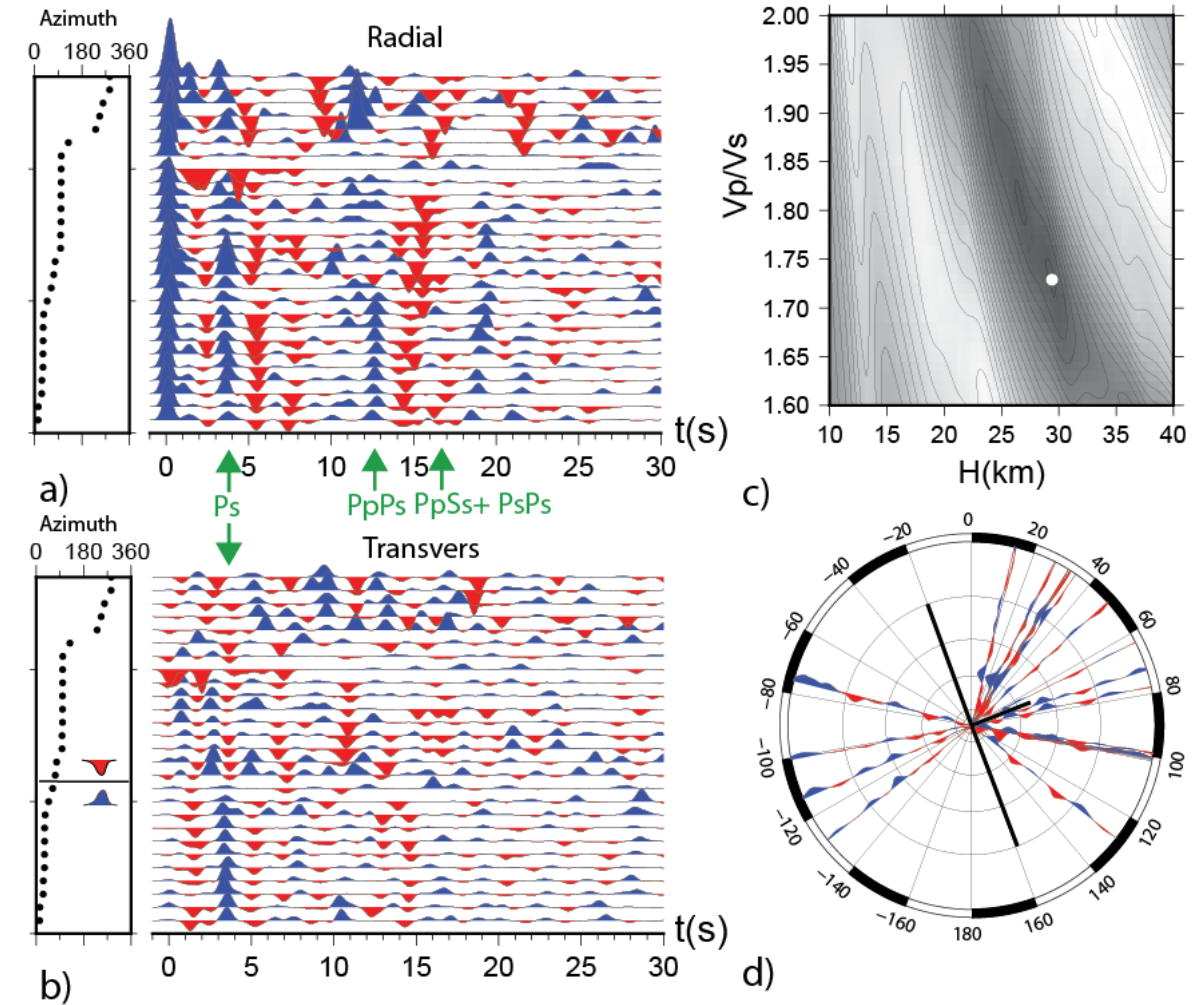 Azimuth
0 180 360
Radial
0 5 10 15 20 25 30
t(s)
a)
Ps
PpPs PpSs+ PsPs
Azimuth
0 180 360
Transvers
0 5 10 15 20 25 30
t(s)
b)
2.00
1.95
1.90
1.85
1.80
1.75
1.70
1.65
1.60
Vp/Vs
10 15 20 25 30 35 40
H(km)
c)
0
20
40
60
80
100
120
140
160
180
−160
−140
−120
−100
−80
−60
−40
−20
d)